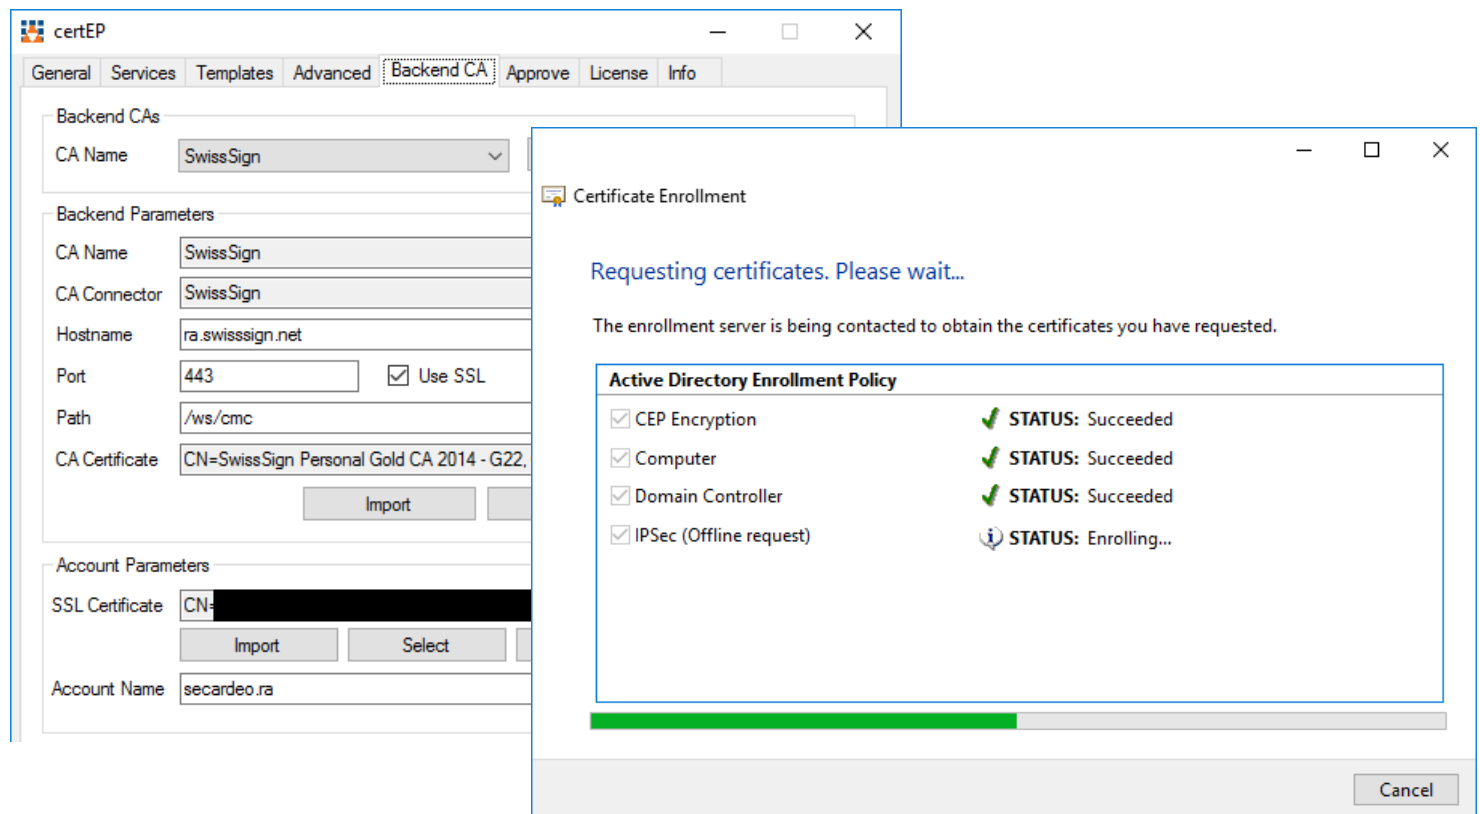 certEP
General Services Templates Advanced Backend CA Approve License Info
Backend CAs
CA Name SwissSign
Backend Parameters
CA Name SwissSign
CA Connector SwissSign
Hostname ra.swisssign.net
Port 443 Use SSL
Path /ws/cmc
CA Certificate CN=SwissSign Personal Gold CA 2014 - G22,
Import
Account Parameters
SSL Certificate CN=
Import Select
Account Name secardeo.ra
Certificate Enrollment
Requesting certificates. Please wait...
The enrollment server is being contacted to obtain the certificates you have requested.
Active Directory Enrollment Policy
CEP Encryption STATUS: Succeeded
Computer STATUS: Succeeded
Domain Controller STATUS: Succeeded
IPSec (Offline request) STATUS: Enrolling...
Cancel